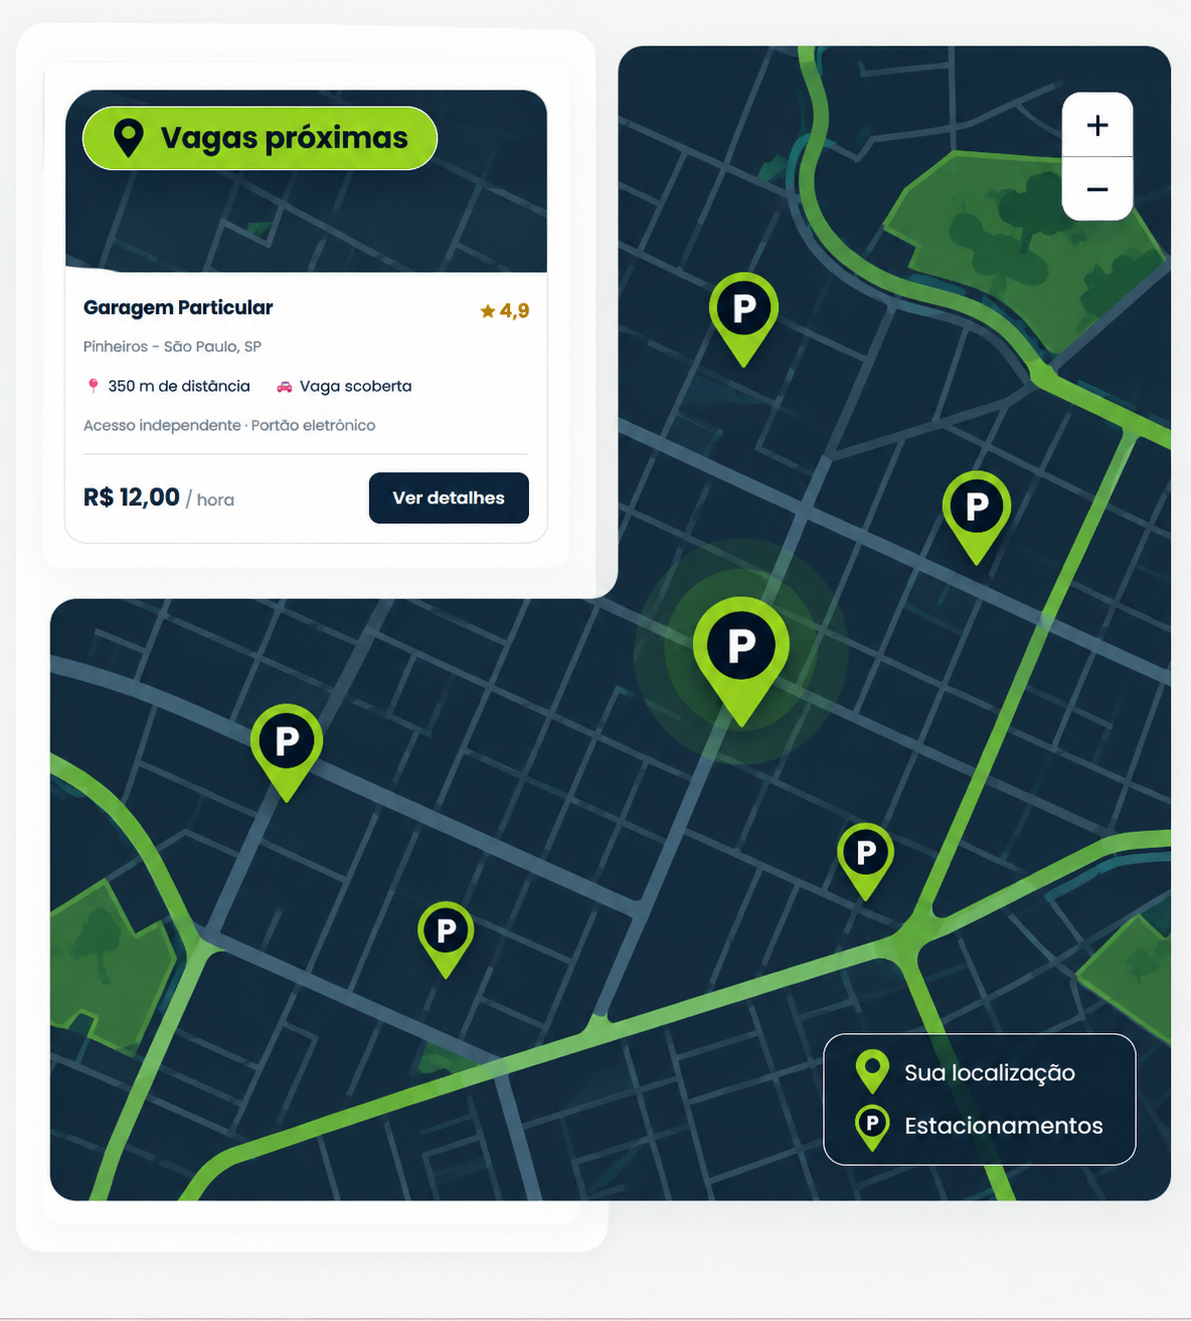 Vagas próximas
Garagem Particular
★ 4,9
Pinheiros - São Paulo, SP
350 m de distância
Vaga scoberta
Acesso independente · Portão eletrónico
R$ 12,00 / hora
Ver detalhes
+
−
P
P
P
P
P
P
Sua localização
P Estacionamentos